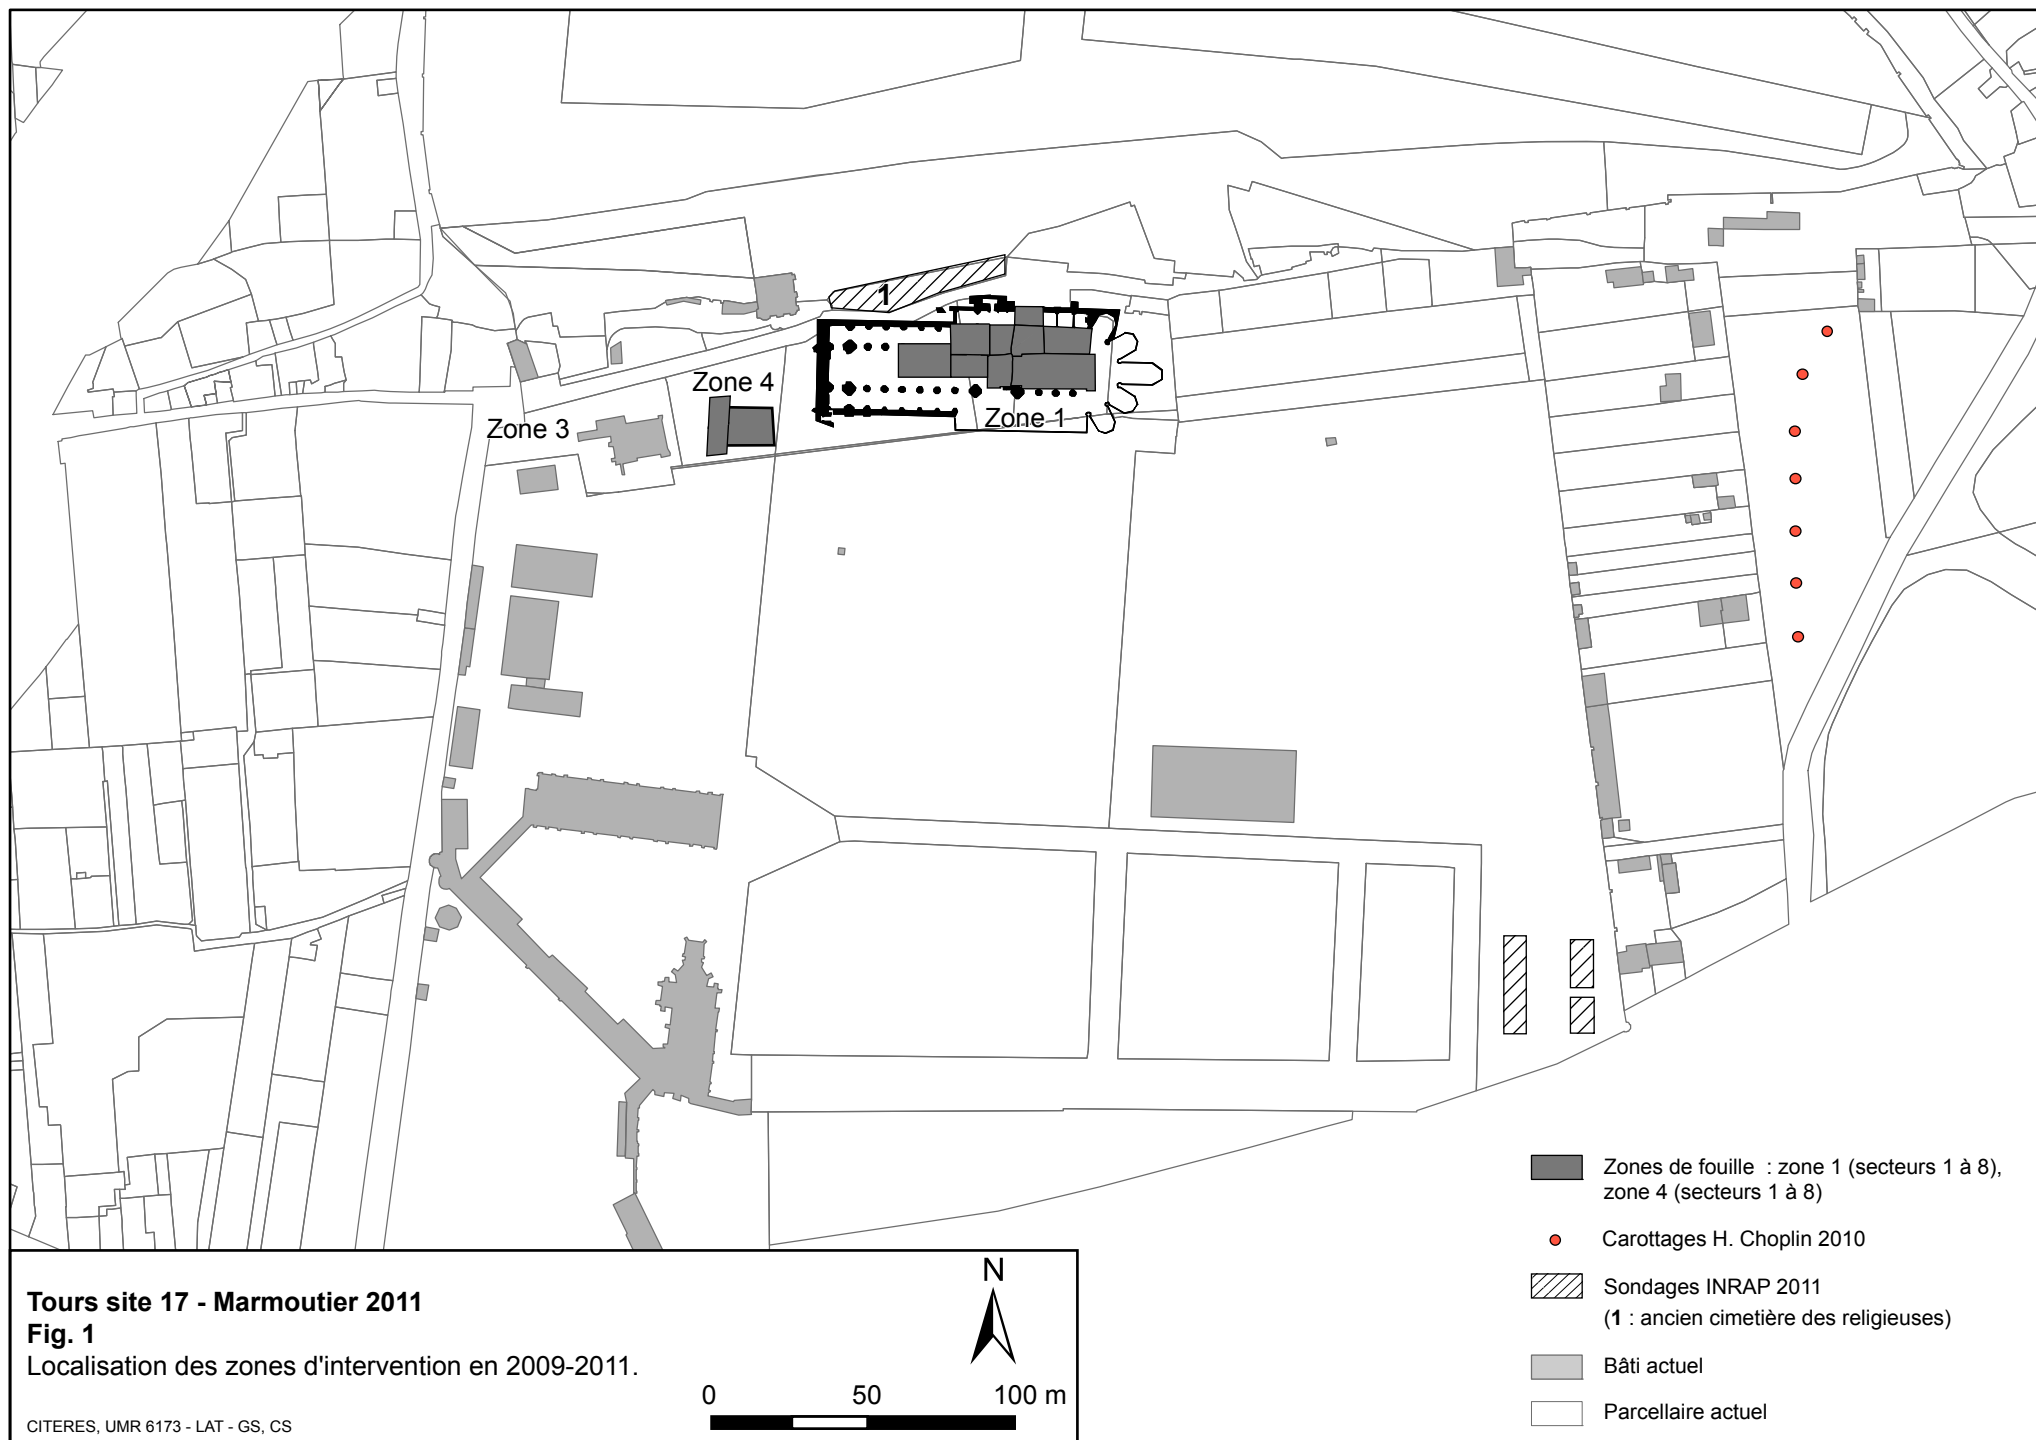 1
Zone 4
Zone 3
Zone 1
Zones de fouille : zone 1 (secteurs 1 à 8),
zone 4 (secteurs 1 à 8)
Carottages H. Choplin 2010
Sondages INRAP 2011
(1 : ancien cimetière des religieuses)
Bâti actuel
Parcellaire actuel
Tours site 17 - Marmoutier 2011
Fig. 1
Localisation des zones d'intervention en 2009-2011.
CITERES, UMR 6173 - LAT - GS, CS
N
0 50 100 m